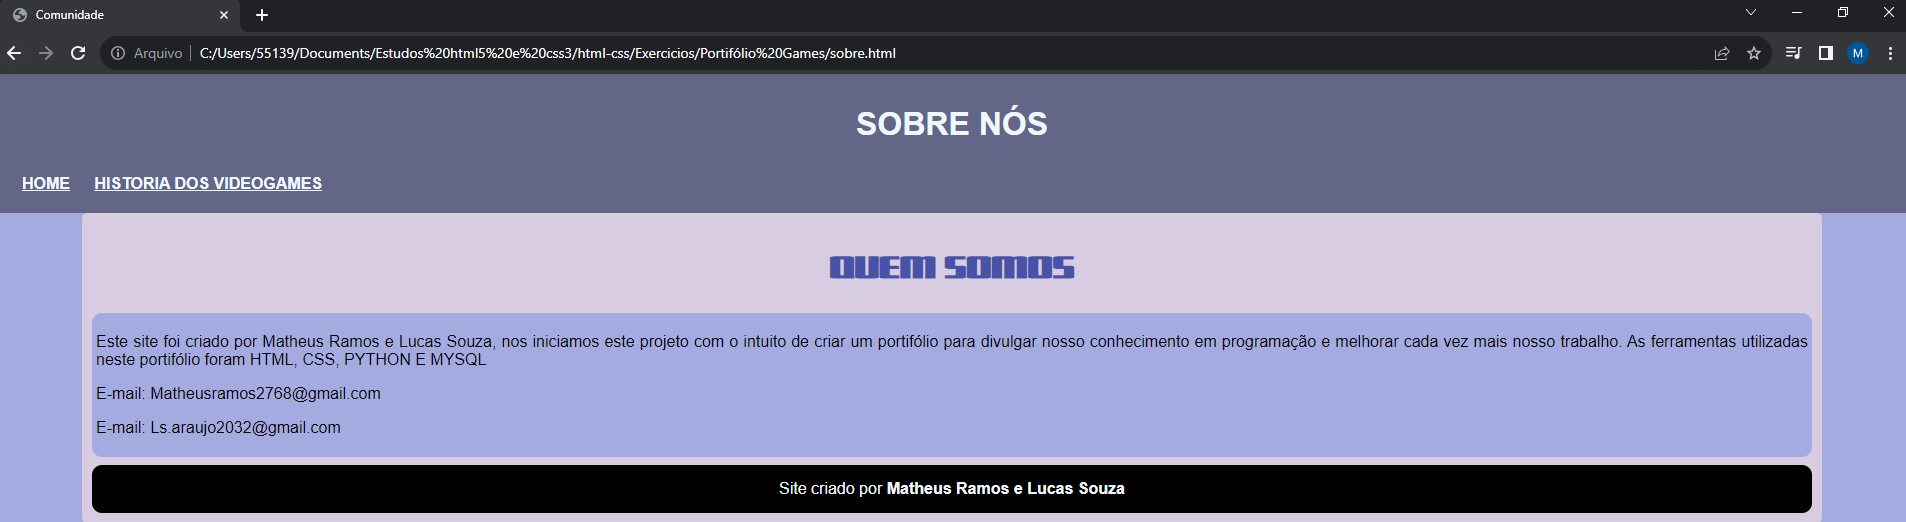 Comunidade
Arquivo C:/Users/55139/Documents/Estudos%20html5%20e%20css3/html-css/Exercicios/Portifólio%20Games/sobre.html
M
SOBRE NÓS
HOME HISTORIA DOS VIDEOGAMES
QUEM SOMOS
Este site foi criado por Matheus Ramos e Lucas Souza, nos iniciamos este projeto com o intuito de criar um portifólio para divulgar nosso conhecimento em programação e melhorar cada vez mais nosso trabalho. As ferramentas utilizadas
neste portifólio foram HTML, CSS, PYTHON E MYSQL
E-mail: Matheusramos2768@gmail.com
E-mail: Ls.araujo2032@gmail.com
Site criado por Matheus Ramos e Lucas Souza